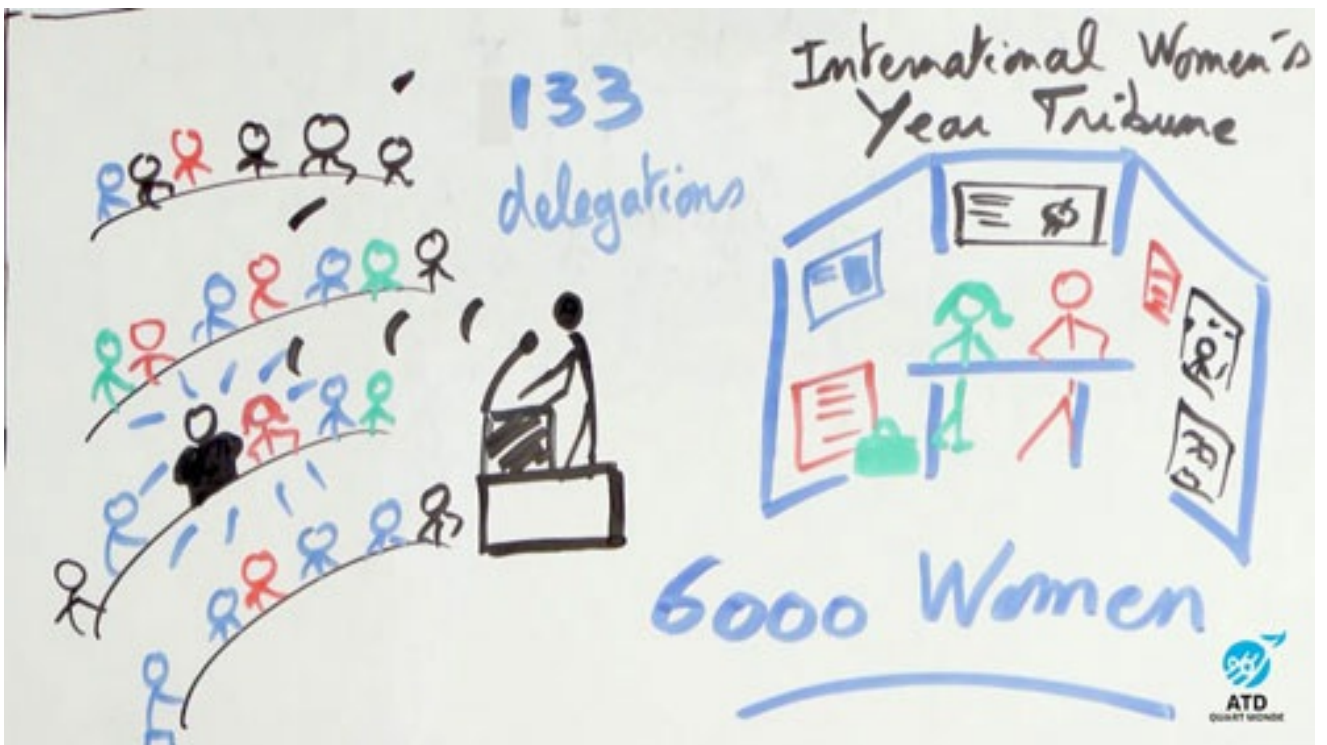 133
delegations
International Women's
Year Tribune
6000 Women
ATD
QUART MONDE